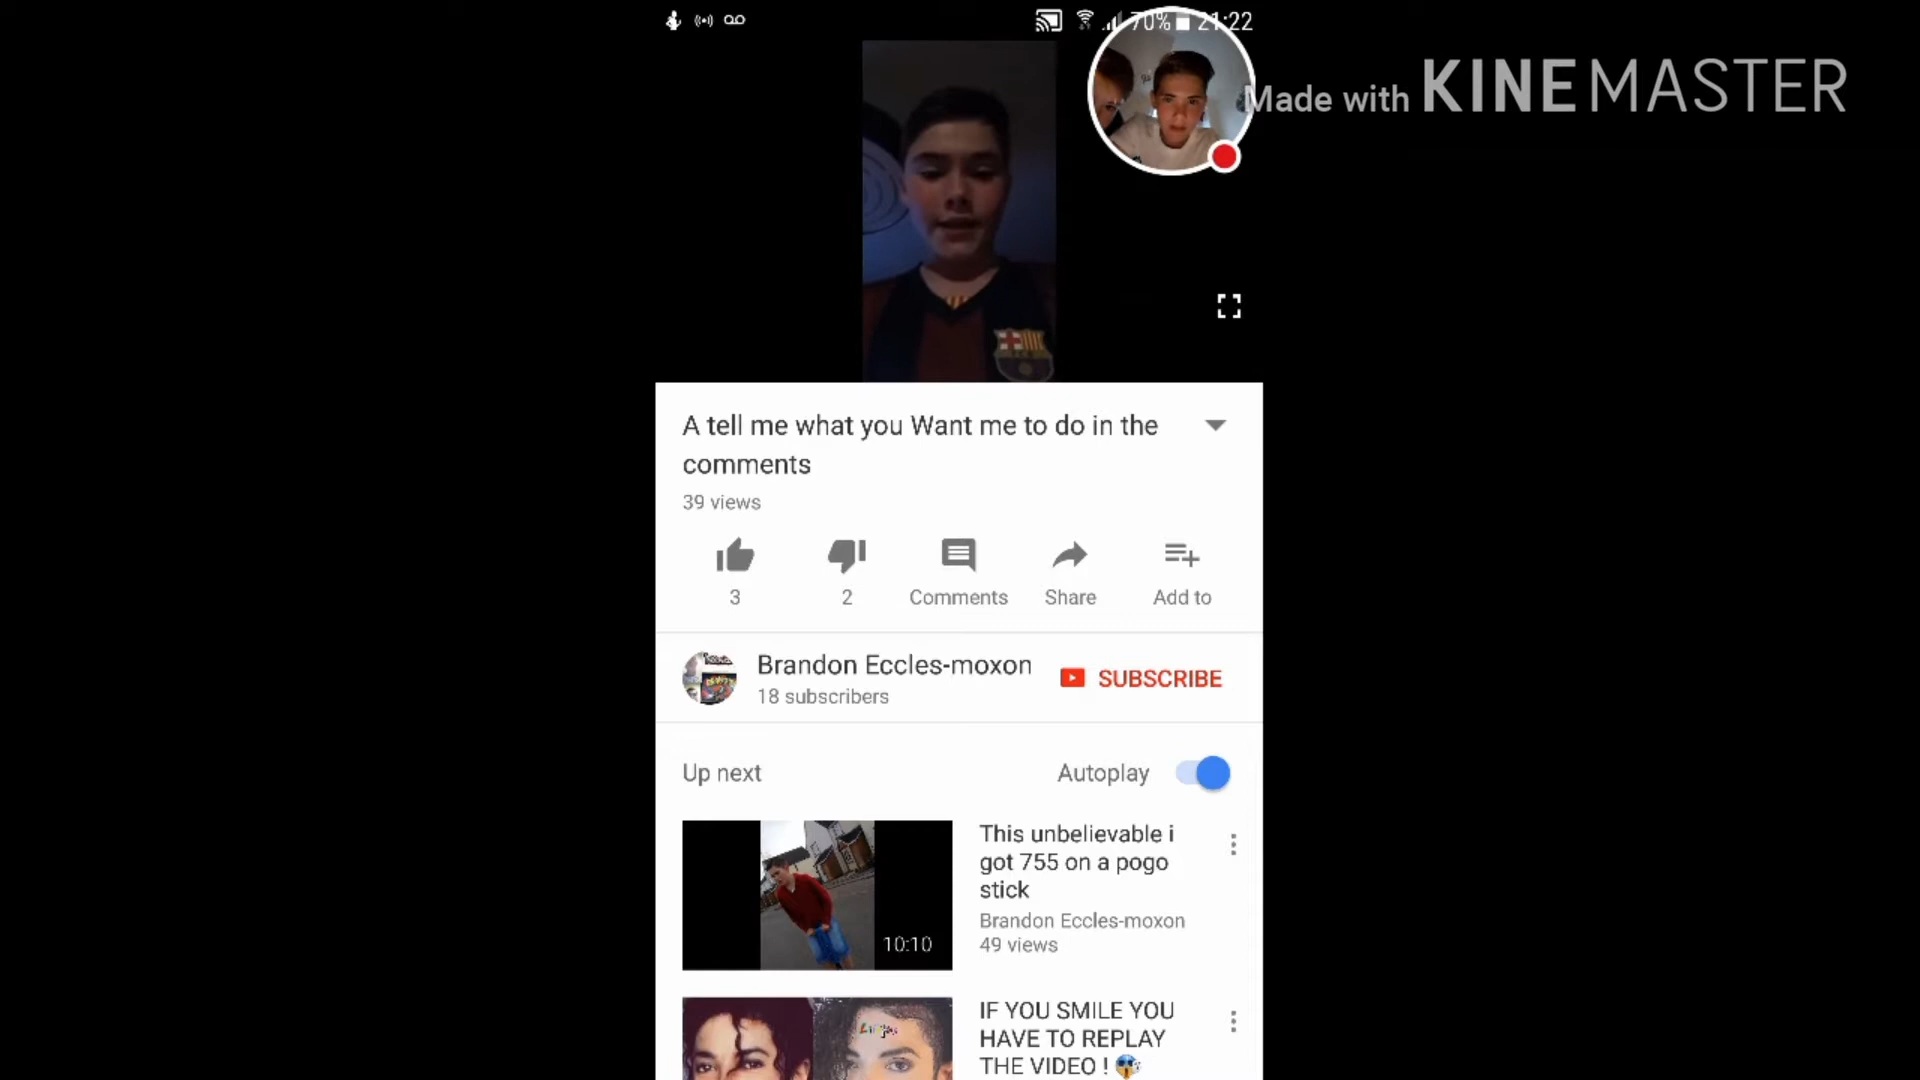 70% 21:22
Made with KINEMASTER
A tell me what you Want me to do in the
comments
39 views
3
2
Comments
Share
Add to
Brandon Eccles-moxon
18 subscribers
SUBSCRIBE
Up next
Autoplay
10:10
This unbelievable i
got 755 on a pogo
stick
Brandon Eccles-moxon
49 views
IF YOU SMILE YOU
HAVE TO REPLAY
THE VIDEO ! 😱